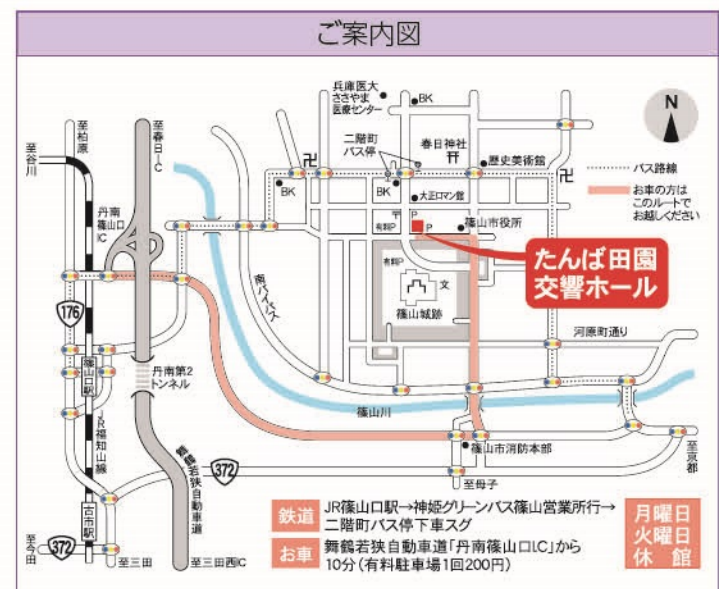 ご案内図
兵庫医大
ささやま
医療センター
BK
N
至柏原
至春日IC
至谷川
二階町
バス停
春日神社
歴史美術館
卍
卍
バス路線
お車の方は
このルートで
お越しください
BK
BK
大正ロマン館
丹南
篠山口
IC
〒
P
有料P
P
篠山市役所
たんば田園
交響ホール
有料P
文
南バイパス
篠山城跡
176
河原町通り
篠山口駅
丹南第2
トンネル
篠山川
JR福知山線
篠山市消防本部
至京都
舞鶴若狭自動車道
372
至母子
古市駅
至今田
372
至三田
至三田西IC
鉄道
JR篠山口駅→神姫グリーンバス篠山営業所行→
二階町バス停下車スグ
お車
舞鶴若狭自動車道「丹南篠山口I.C」から
10分(有料駐車場1回200円)
月曜日
火曜日
休 館